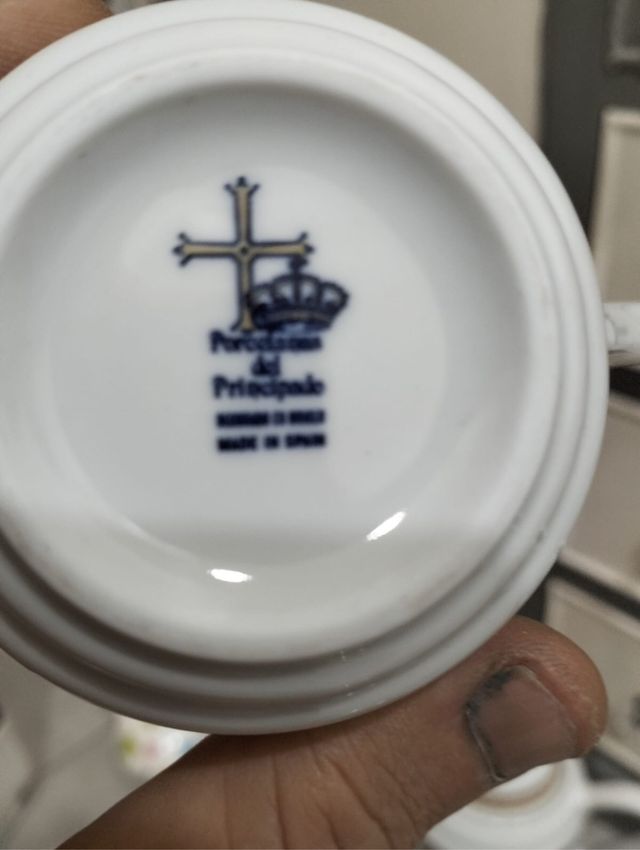 Porcelanas
del
Principado
MADE IN SPAIN